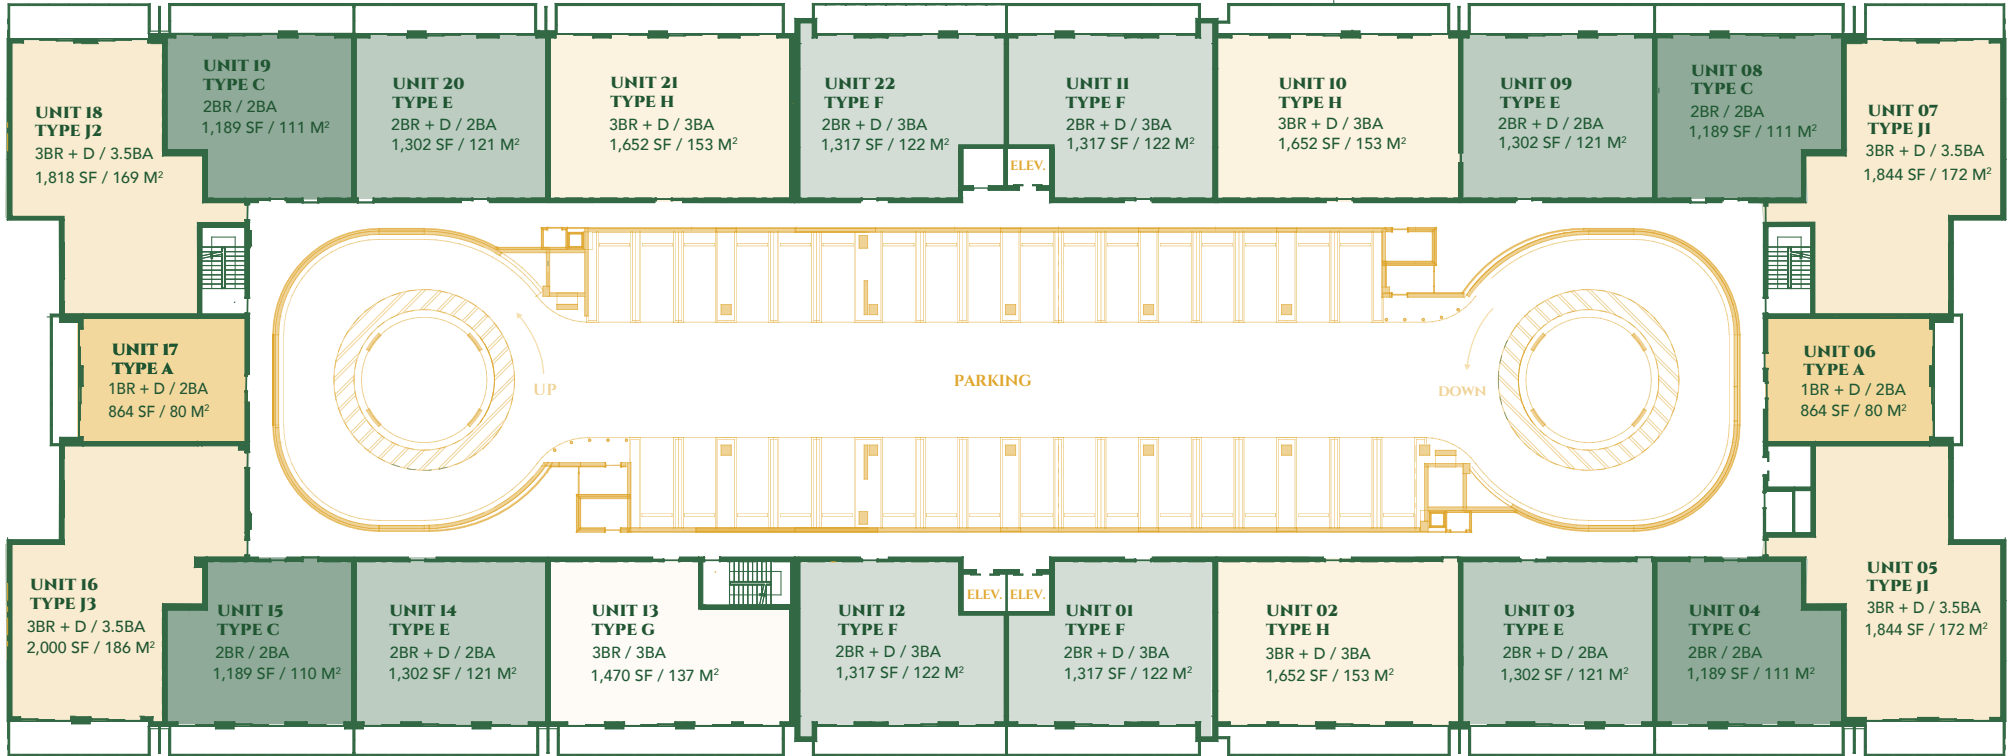 UNIT 18
TYPE J2
3BR + D / 3.5BA
1,818 SF / 169 M²
UNIT 19
TYPE C
2BR / 2BA
1,189 SF / 111 M²
UNIT 20
TYPE E
2BR + D / 2BA
1,302 SF / 121 M²
UNIT 21
TYPE H
3BR + D / 3BA
1,652 SF / 153 M²
UNIT 22
TYPE F
2BR + D / 3BA
1,317 SF / 122 M²
UNIT 11
TYPE F
2BR + D / 3BA
1,317 SF / 122 M²
ELEV.
UNIT 10
TYPE H
3BR + D / 3BA
1,652 SF / 153 M²
UNIT 09
TYPE E
2BR + D / 2BA
1,302 SF / 121 M²
UNIT 08
TYPE C
2BR / 2BA
1,189 SF / 111 M²
UNIT 07
TYPE J1
3BR + D / 3.5BA
1,844 SF / 172 M²
UNIT 17
TYPE A
1BR + D / 2BA
864 SF / 80 M²
UP
PARKING
DOWN
UNIT 06
TYPE A
1BR + D / 2BA
864 SF / 80 M²
UNIT 16
TYPE J3
3BR + D / 3.5BA
2,000 SF / 186 M²
UNIT 15
TYPE C
2BR / 2BA
1,189 SF / 110 M²
UNIT 14
TYPE E
2BR + D / 2BA
1,302 SF / 121 M²
UNIT 13
TYPE G
3BR / 3BA
1,470 SF / 137 M²
UNIT 12
TYPE F
2BR + D / 3BA
1,317 SF / 122 M²
ELEV.
ELEV.
UNIT 01
TYPE F
2BR + D / 3BA
1,317 SF / 122 M²
UNIT 02
TYPE H
3BR + D / 3BA
1,652 SF / 153 M²
UNIT 03
TYPE E
2BR + D / 2BA
1,302 SF / 121 M²
UNIT 04
TYPE C
2BR / 2BA
1,189 SF / 111 M²
UNIT 05
TYPE J1
3BR + D / 3.5BA
1,844 SF / 172 M²